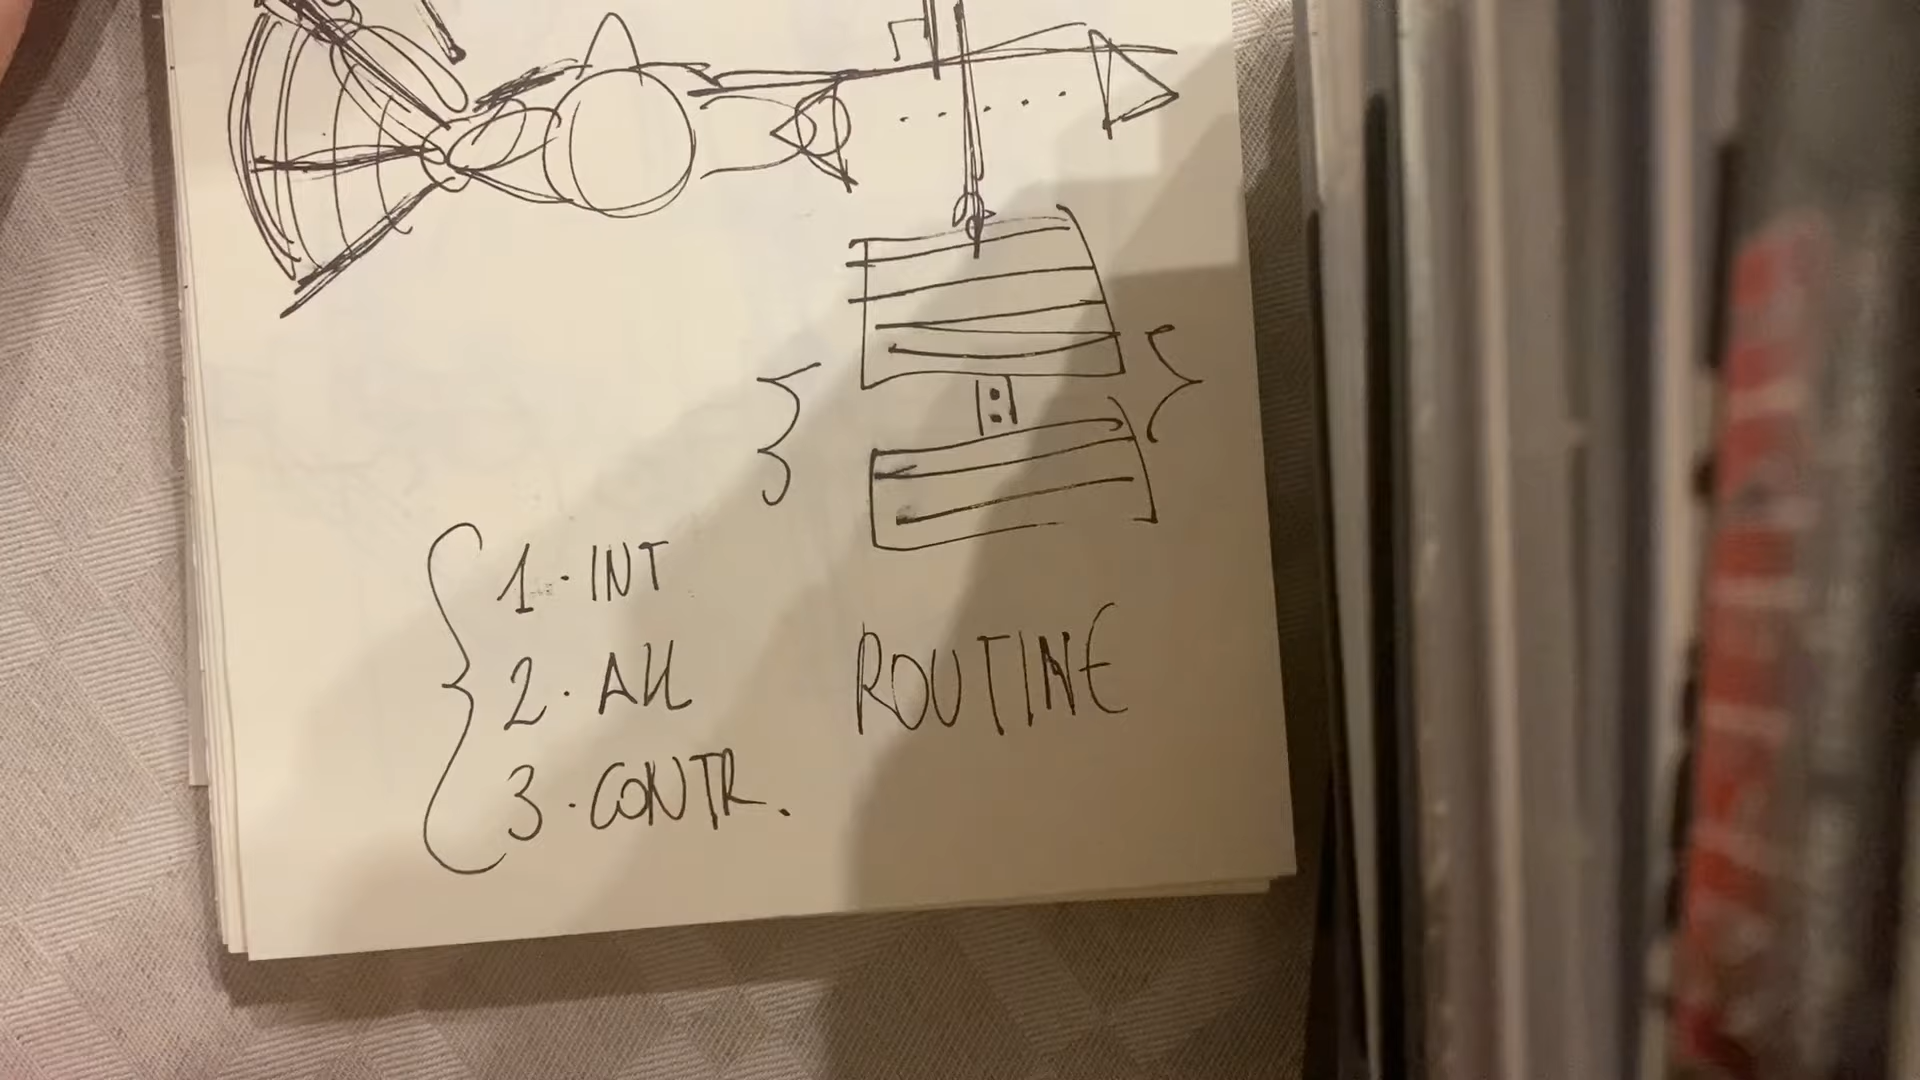 1. INT
2. ALL
3. CONTR.
ROUTINE